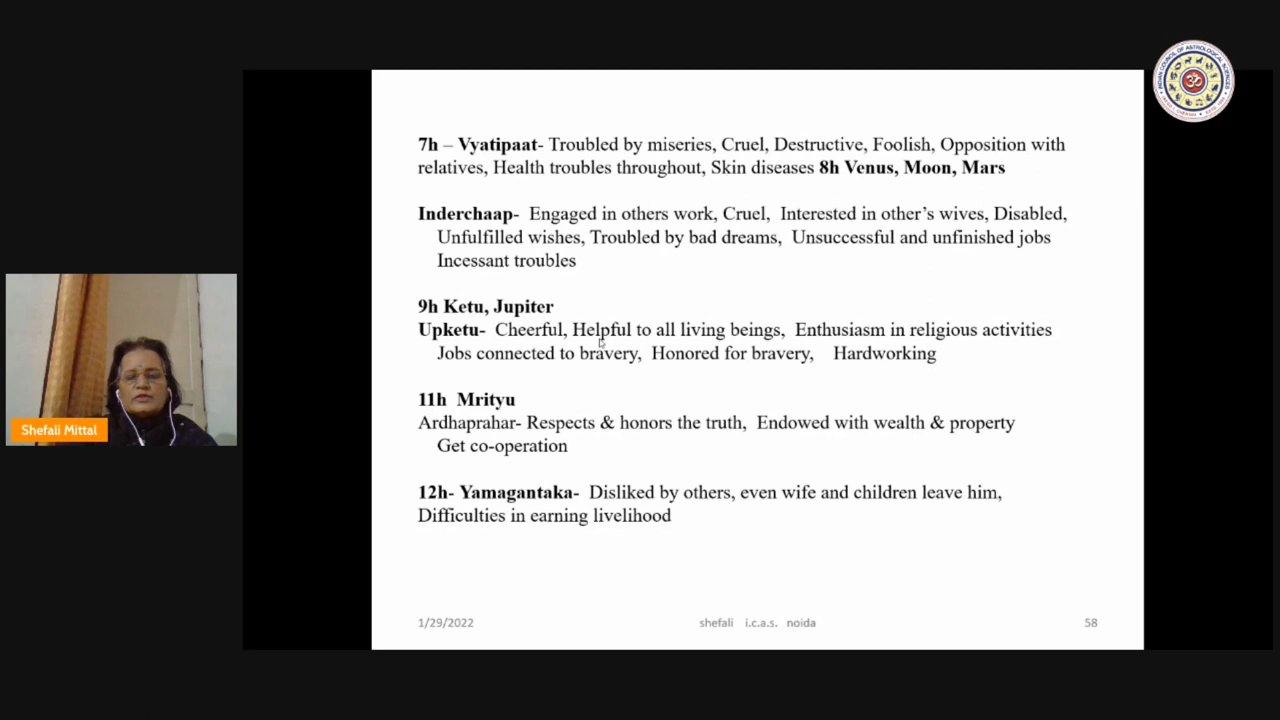 7h – Vyatipaat- Troubled by miseries, Cruel, Destructive, Foolish, Opposition with
relatives, Health troubles throughout, Skin diseases 8h Venus, Moon, Mars
Inderchaap- Engaged in others work, Cruel, Interested in other’s wives, Disabled,
Unfulfilled wishes, Troubled by bad dreams, Unsuccessful and unfinished jobs
Incessant troubles
9h Ketu, Jupiter
Upketu- Cheerful, Helpful to all living beings, Enthusiasm in religious activities
Jobs connected to bravery, Honored for bravery, Hardworking
11h Mrityu
Ardhaprahar- Respects & honors the truth, Endowed with wealth & property
Get co-operation
12h- Yamagantaka- Disliked by others, even wife and children leave him,
Difficulties in earning livelihood
1/29/2022 shefali i.c.a.s. noida 58
Shefali Mittal
INDIAN COUNCIL OF ASTROLOGICAL SCIENCES
ॐ